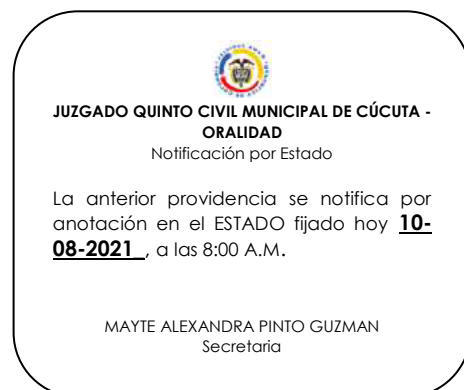 JUZGADO QUINTO CIVIL MUNICIPAL DE CÚCUTA -
ORALIDAD
Notificación por Estado
La anterior providencia se notifica por
anotación en el ESTADO fijado hoy 10-
08-2021_, a las 8:00 A.M.
MAYTE ALEXANDRA PINTO GUZMAN
Secretaria